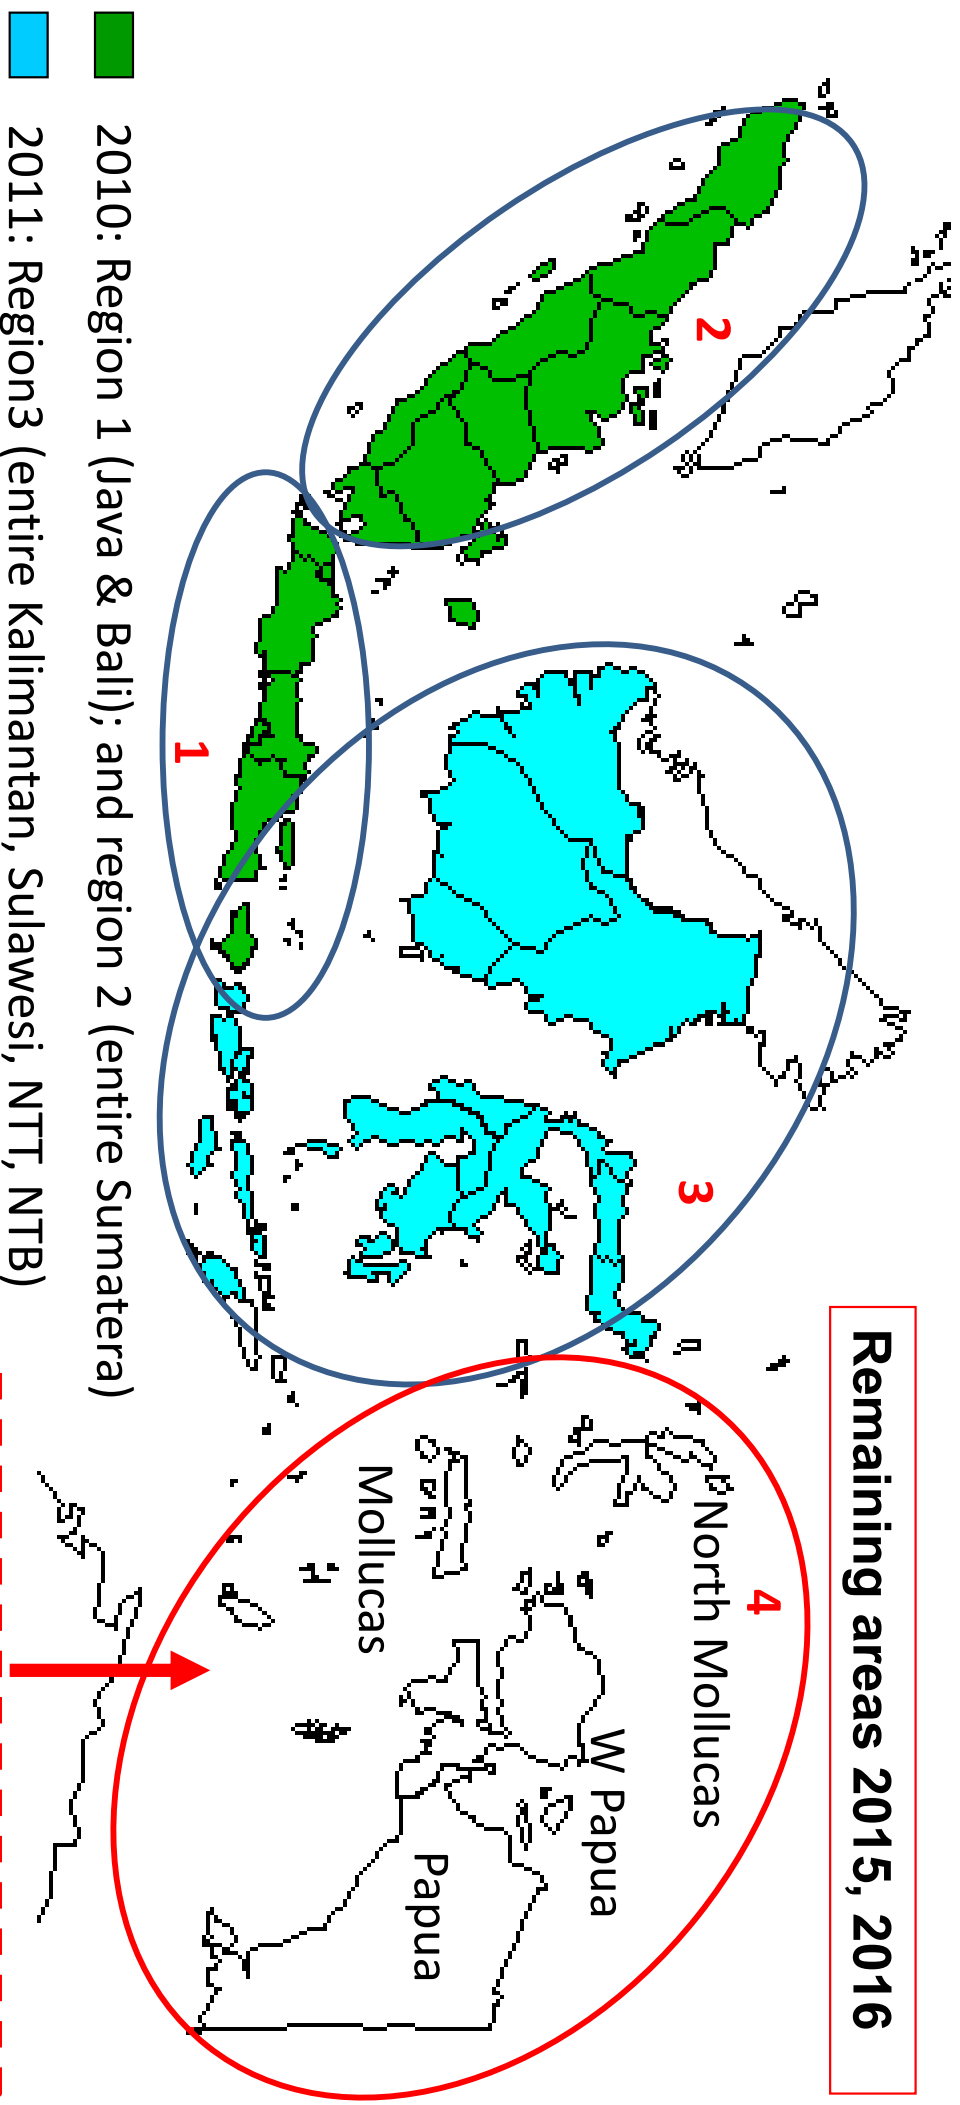 Remaining areas 2015, 2016
2
3
4
North Mollucas
W Papua
Mollucas
Papua
1
2010: Region 1 (Java & Bali); and region 2 (entire Sumatera)
2011: Region3 (entire Kalimantan, Sulawesi, NTT, NTB)